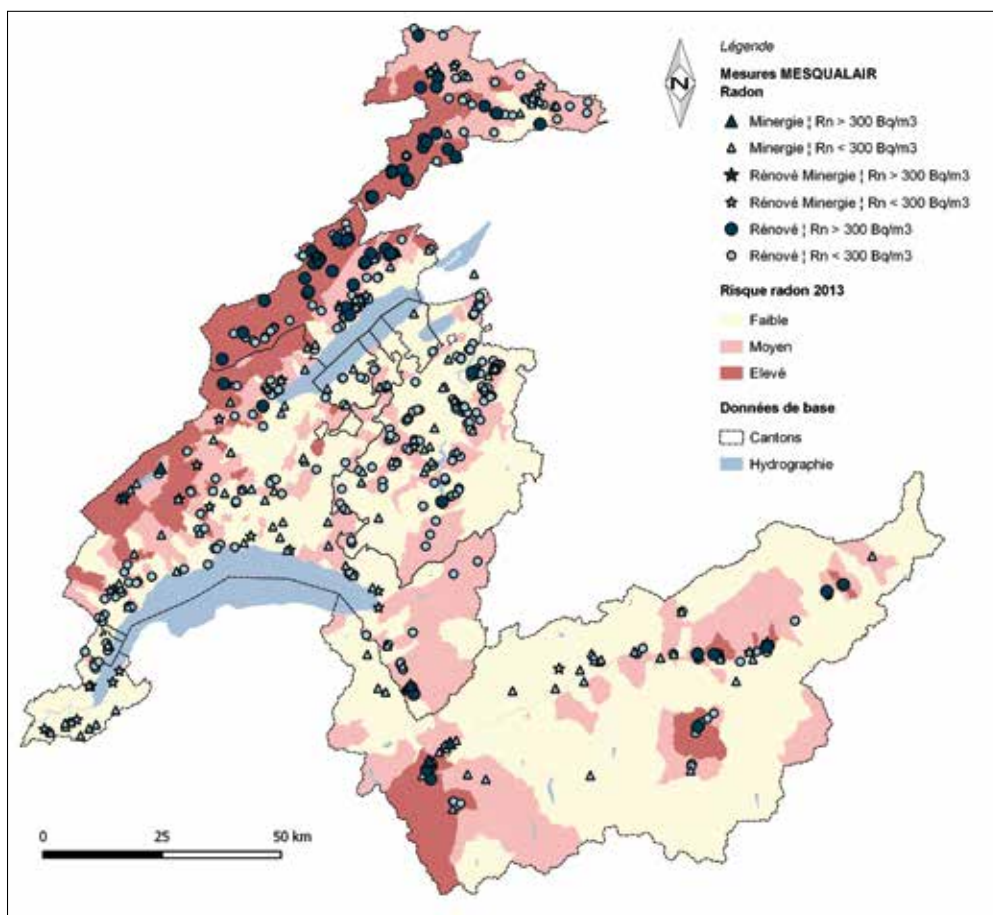 Légende
Mesures MESQUALAIR
Radon
Minergie ¦ Rn > 300 Bq/m3
Minergie ¦ Rn < 300 Bq/m3
Rénové Minergie ¦ Rn > 300 Bq/m3
Rénové Minergie ¦ Rn < 300 Bq/m3
Rénové ¦ Rn > 300 Bq/m3
Rénové ¦ Rn < 300 Bq/m3
Risque radon 2013
Faible
Moyen
Elevé
Données de base
Cantons
Hydrographie
N
0 25 50 km